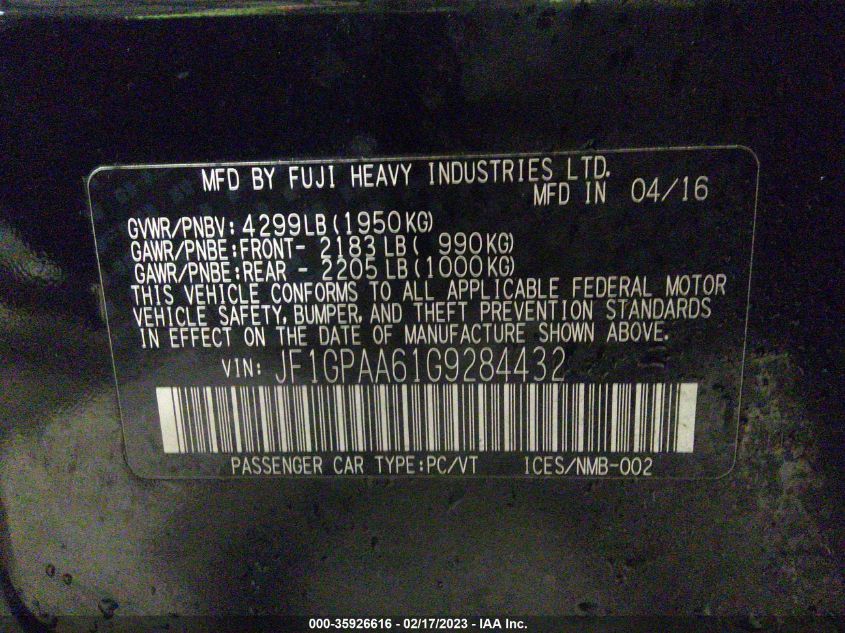 MFD BY FUJI HEAVY INDUSTRIES LTD.
MFD IN 04/16
GVWR/PNBV: 4299LB(1950KG)
GAWR/PNBE:FRONT- 2183LB( 990KG)
GAWR/PNBE:REAR - 2205LB(1000KG)
THIS VEHICLE CONFORMS TO ALL APPLICABLE FEDERAL MOTOR
VEHICLE SAFETY, BUMPER, AND THEFT PREVENTION STANDARDS
IN EFFECT ON THE DATE OF MANUFACTURE SHOWN ABOVE.
VIN: JF1GPAA61G9284432
PASSENGER CAR TYPE:PC/VT ICES/NMB-002
000-35926616 - 02/17/2023 - IAA Inc.